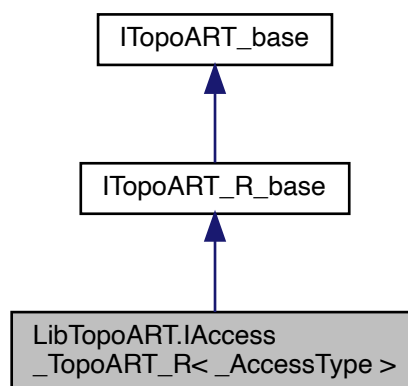 ITopoART_base
ITopoART_R_base
LibTopoART.IAccess
_TopoART_R< _AccessType >